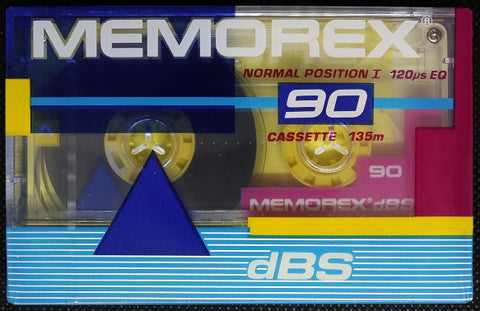 MEMOREX®
NORMAL POSITION I 120µs EQ
90
CASSETTE 135m
90
MEMOREX® dBS
dBS